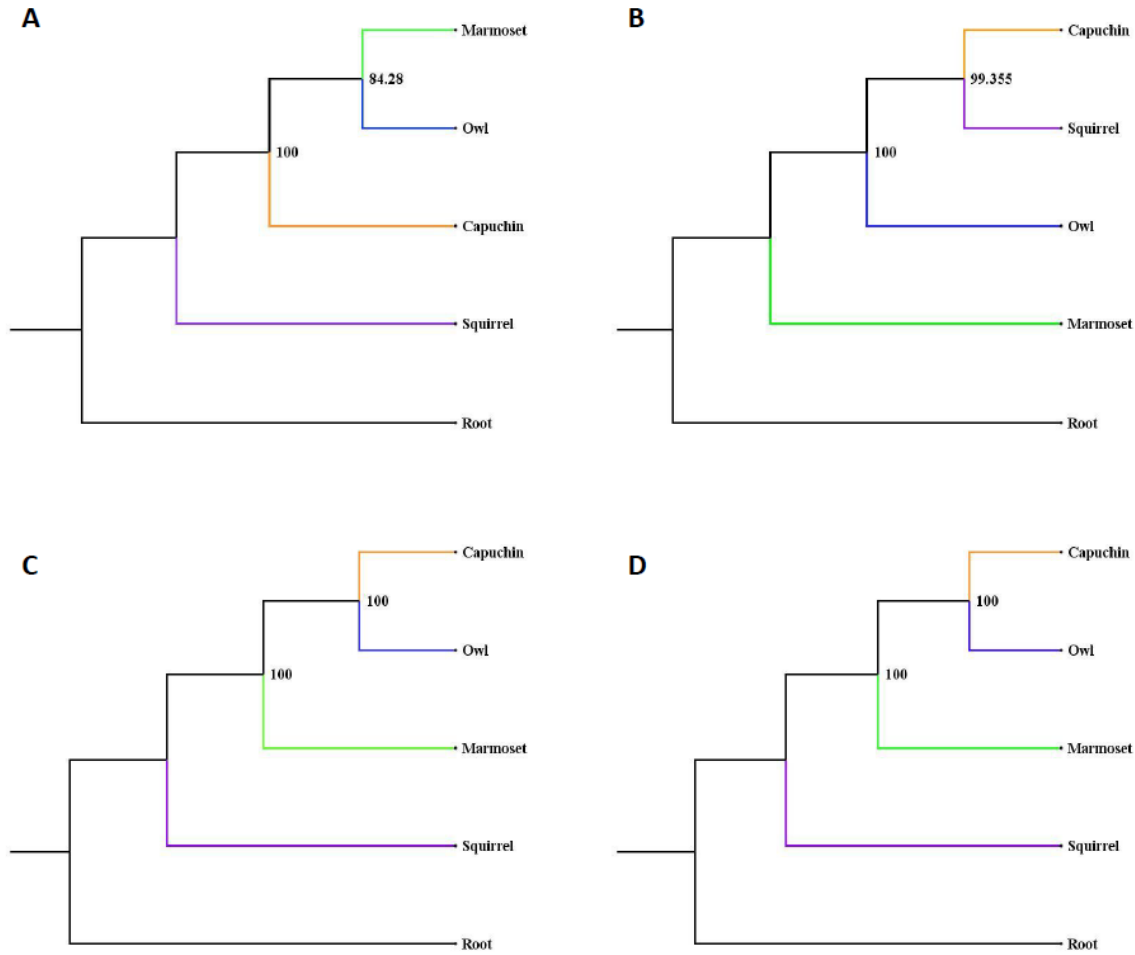 A
Marmoset
84.28
Owl
100
Capuchin
Squirrel
Root
B
Capuchin
99.355
Squirrel
100
Owl
Marmoset
Root
C
Capuchin
100
Owl
100
Marmoset
Squirrel
Root
D
Capuchin
100
Owl
100
Marmoset
Squirrel
Root